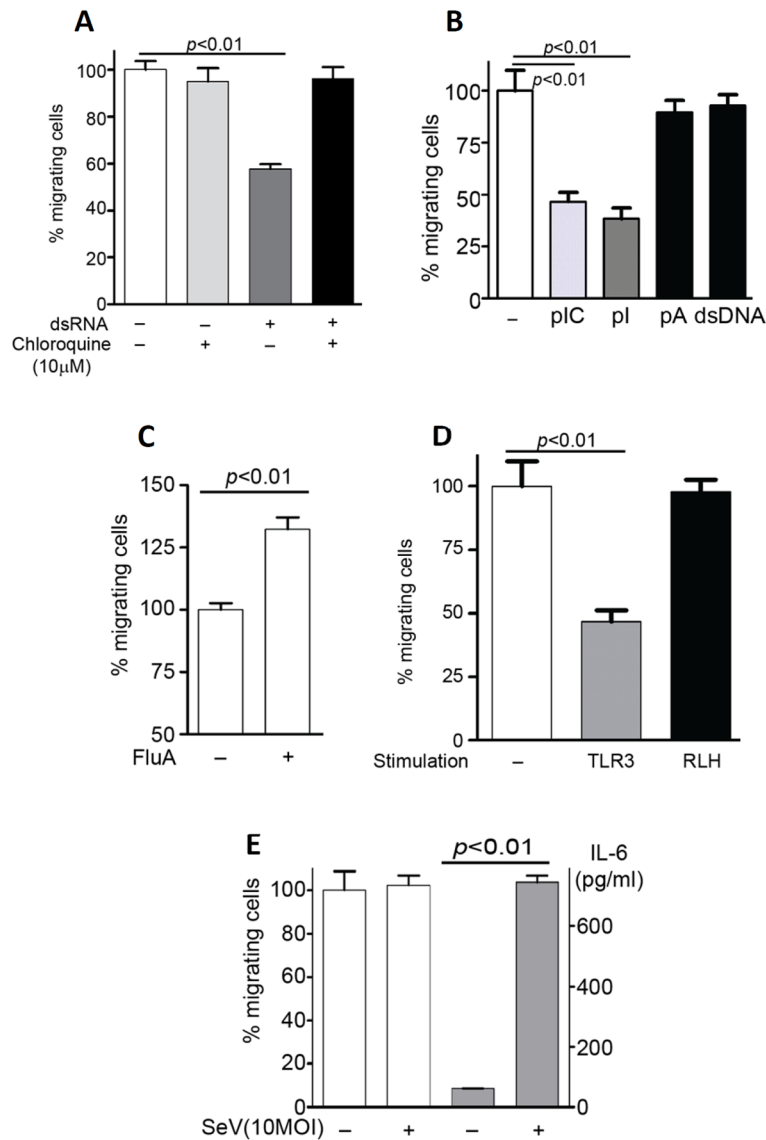 A
p<0.01
% migrating cells
100
80
60
40
20
0
dsRNA – – + +
Chloroquine – + – +
(10μM)
B
p<0.01
p<0.01
% migrating cells
100
75
50
25
0
– pIC pI pA dsDNA
C
p<0.01
% migrating cells
150
125
100
75
50
FluA – +
D
p<0.01
% migrating cells
100
75
50
25
0
Stimulation – TLR3 RLH
E
p<0.01
IL-6
(pg/ml)
% migrating cells
100
80
60
40
20
0
600
400
200
0
SeV(10MOI) – + – +